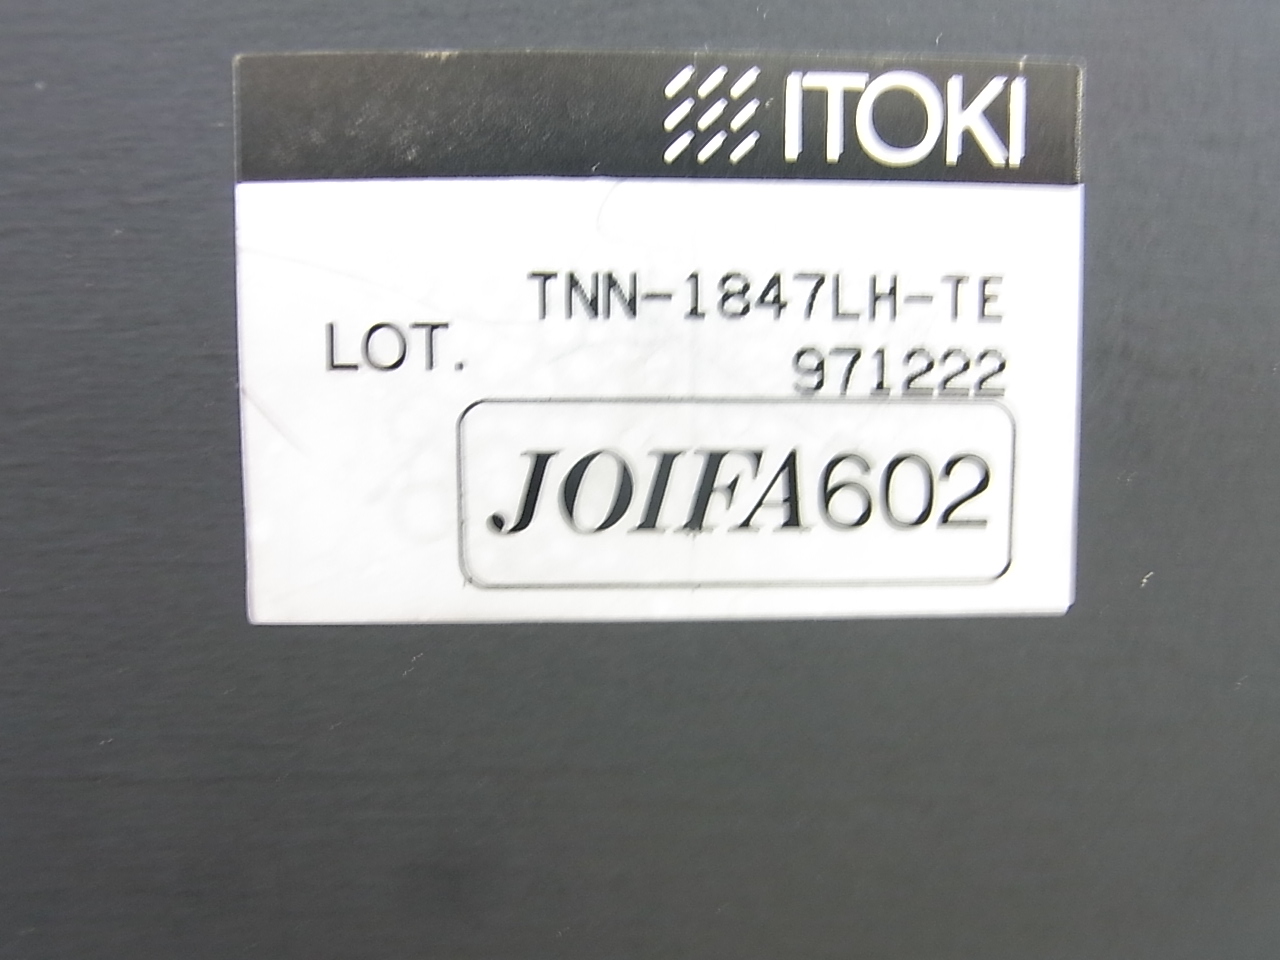 ITOKI
TNN-1847LH-TE
LOT. 971222
JOIFA602